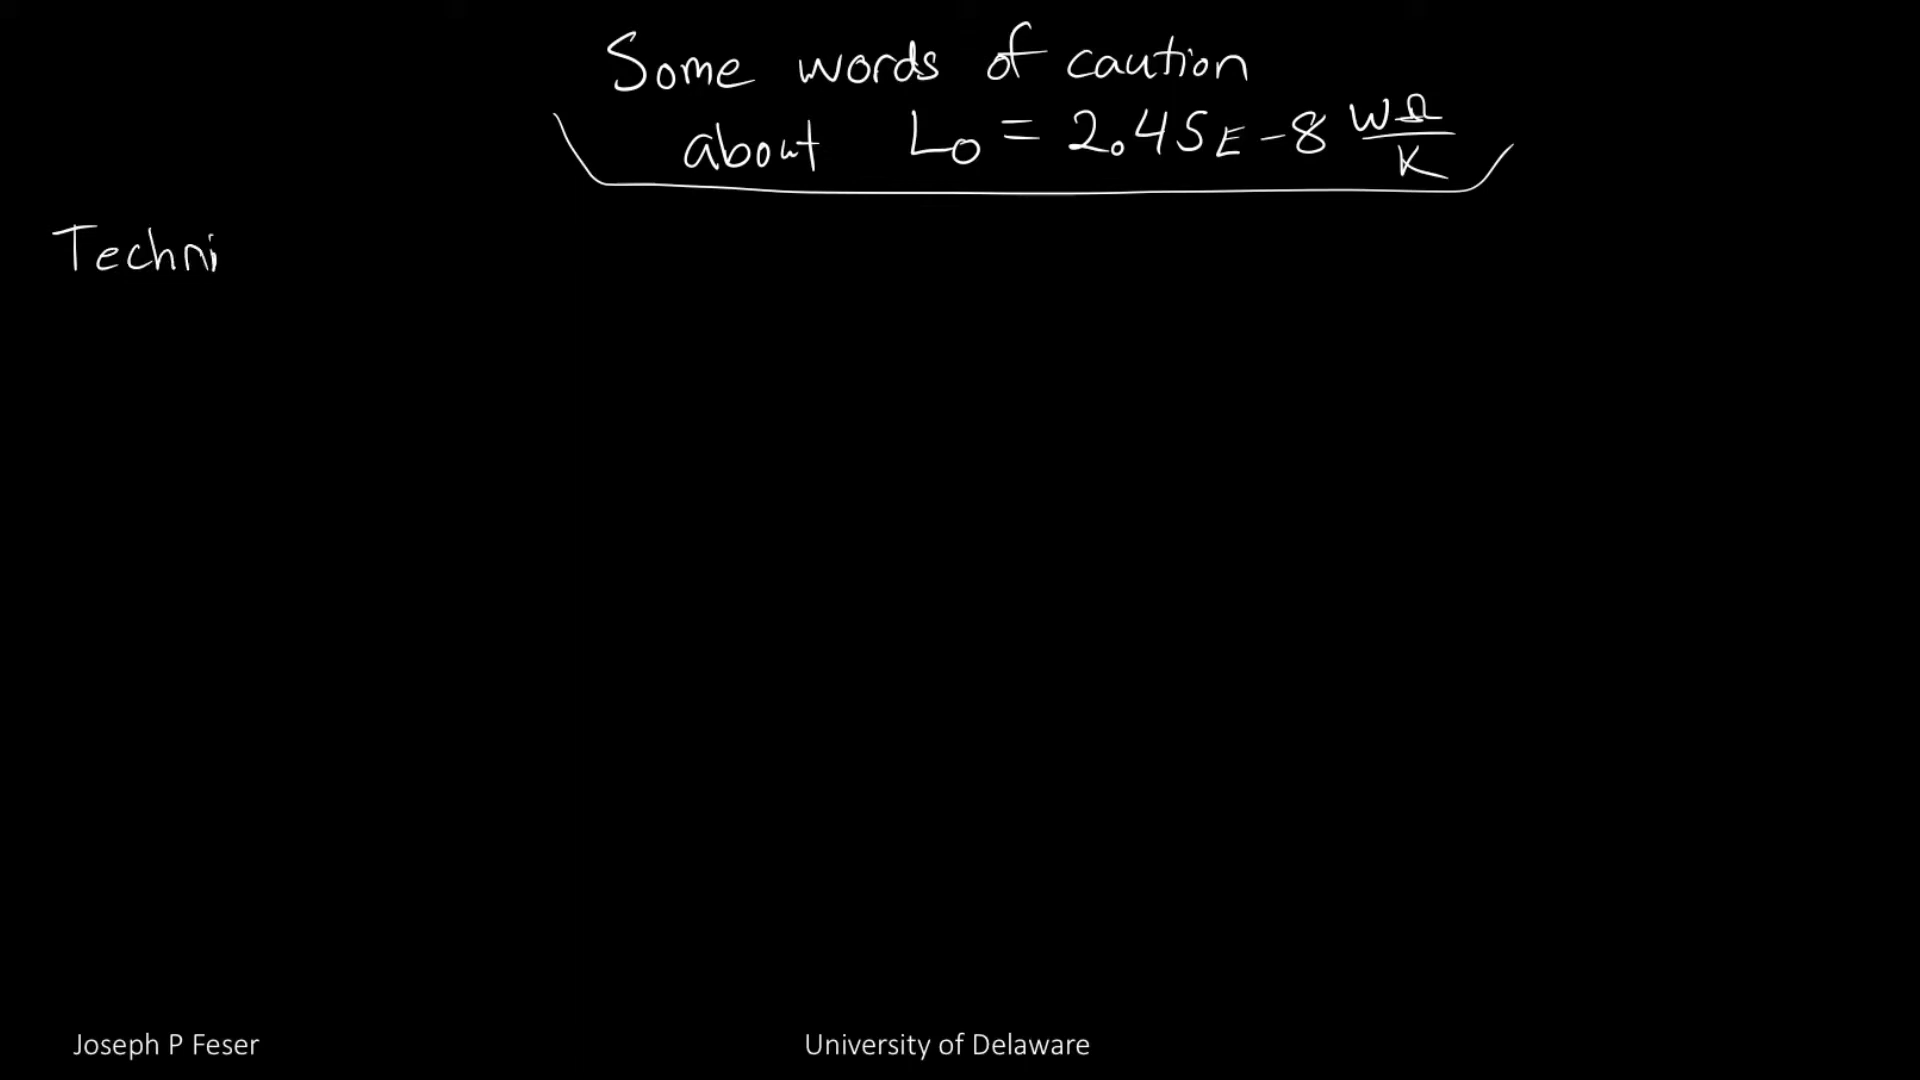 Some words of caution
about L₀ = 2.45E-8 WΩ/K
Techni
Joseph P Feser
University of Delaware